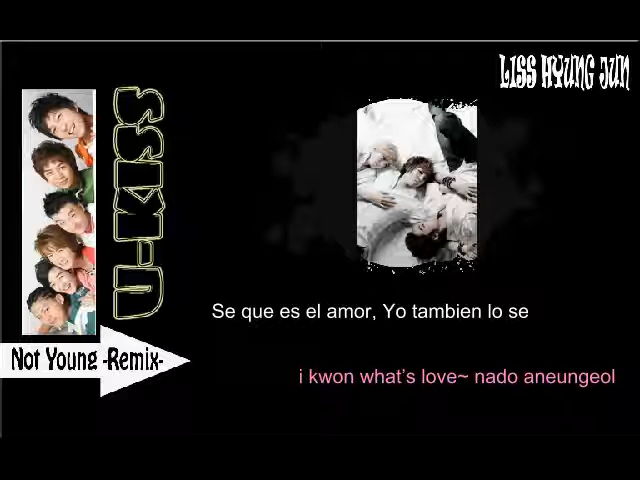 LISS HYUNG JUN
U-KISS
Se que es el amor, Yo tambien lo se
Not Young -Remix-
i kwon what's love~ nado aneungeol